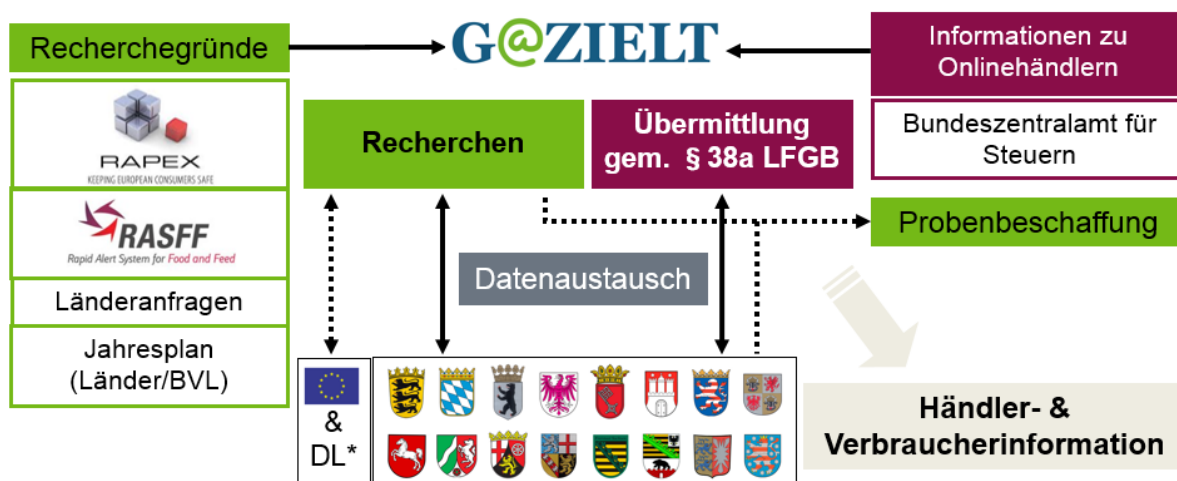 Recherchegründe
G@ZIELT
Informationen zu
Onlinehändlern
RAPEX
KEEPING EUROPEAN CONSUMERS SAFE
Recherchen
Übermittlung
gem. § 38a LFGB
Bundeszentralamt für
Steuern
RASFF
Rapid Alert System for Food and Feed
Probenbeschaffung
Datenaustausch
Länderanfragen
Jahresplan
(Länder/BVL)
&
DL*
Händler- &
Verbraucherinformation